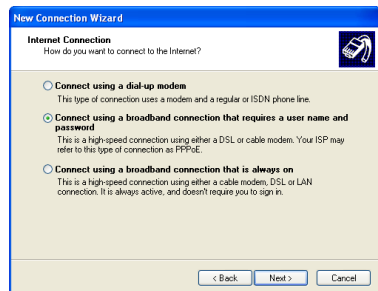 New Connection Wizard
Internet Connection
How do you want to connect to the Internet?
Connect using a dial-up modem
This type of connection uses a modem and a regular or ISDN phone line.
Connect using a broadband connection that requires a user name and
password
This is a high-speed connection using either a DSL or cable modem. Your ISP may
refer to this type of connection as PPPoE.
Connect using a broadband connection that is always on
This is a high-speed connection using either a cable modem, DSL or LAN
connection. It is always active, and doesn't require you to sign in.
< Back
Next >
Cancel